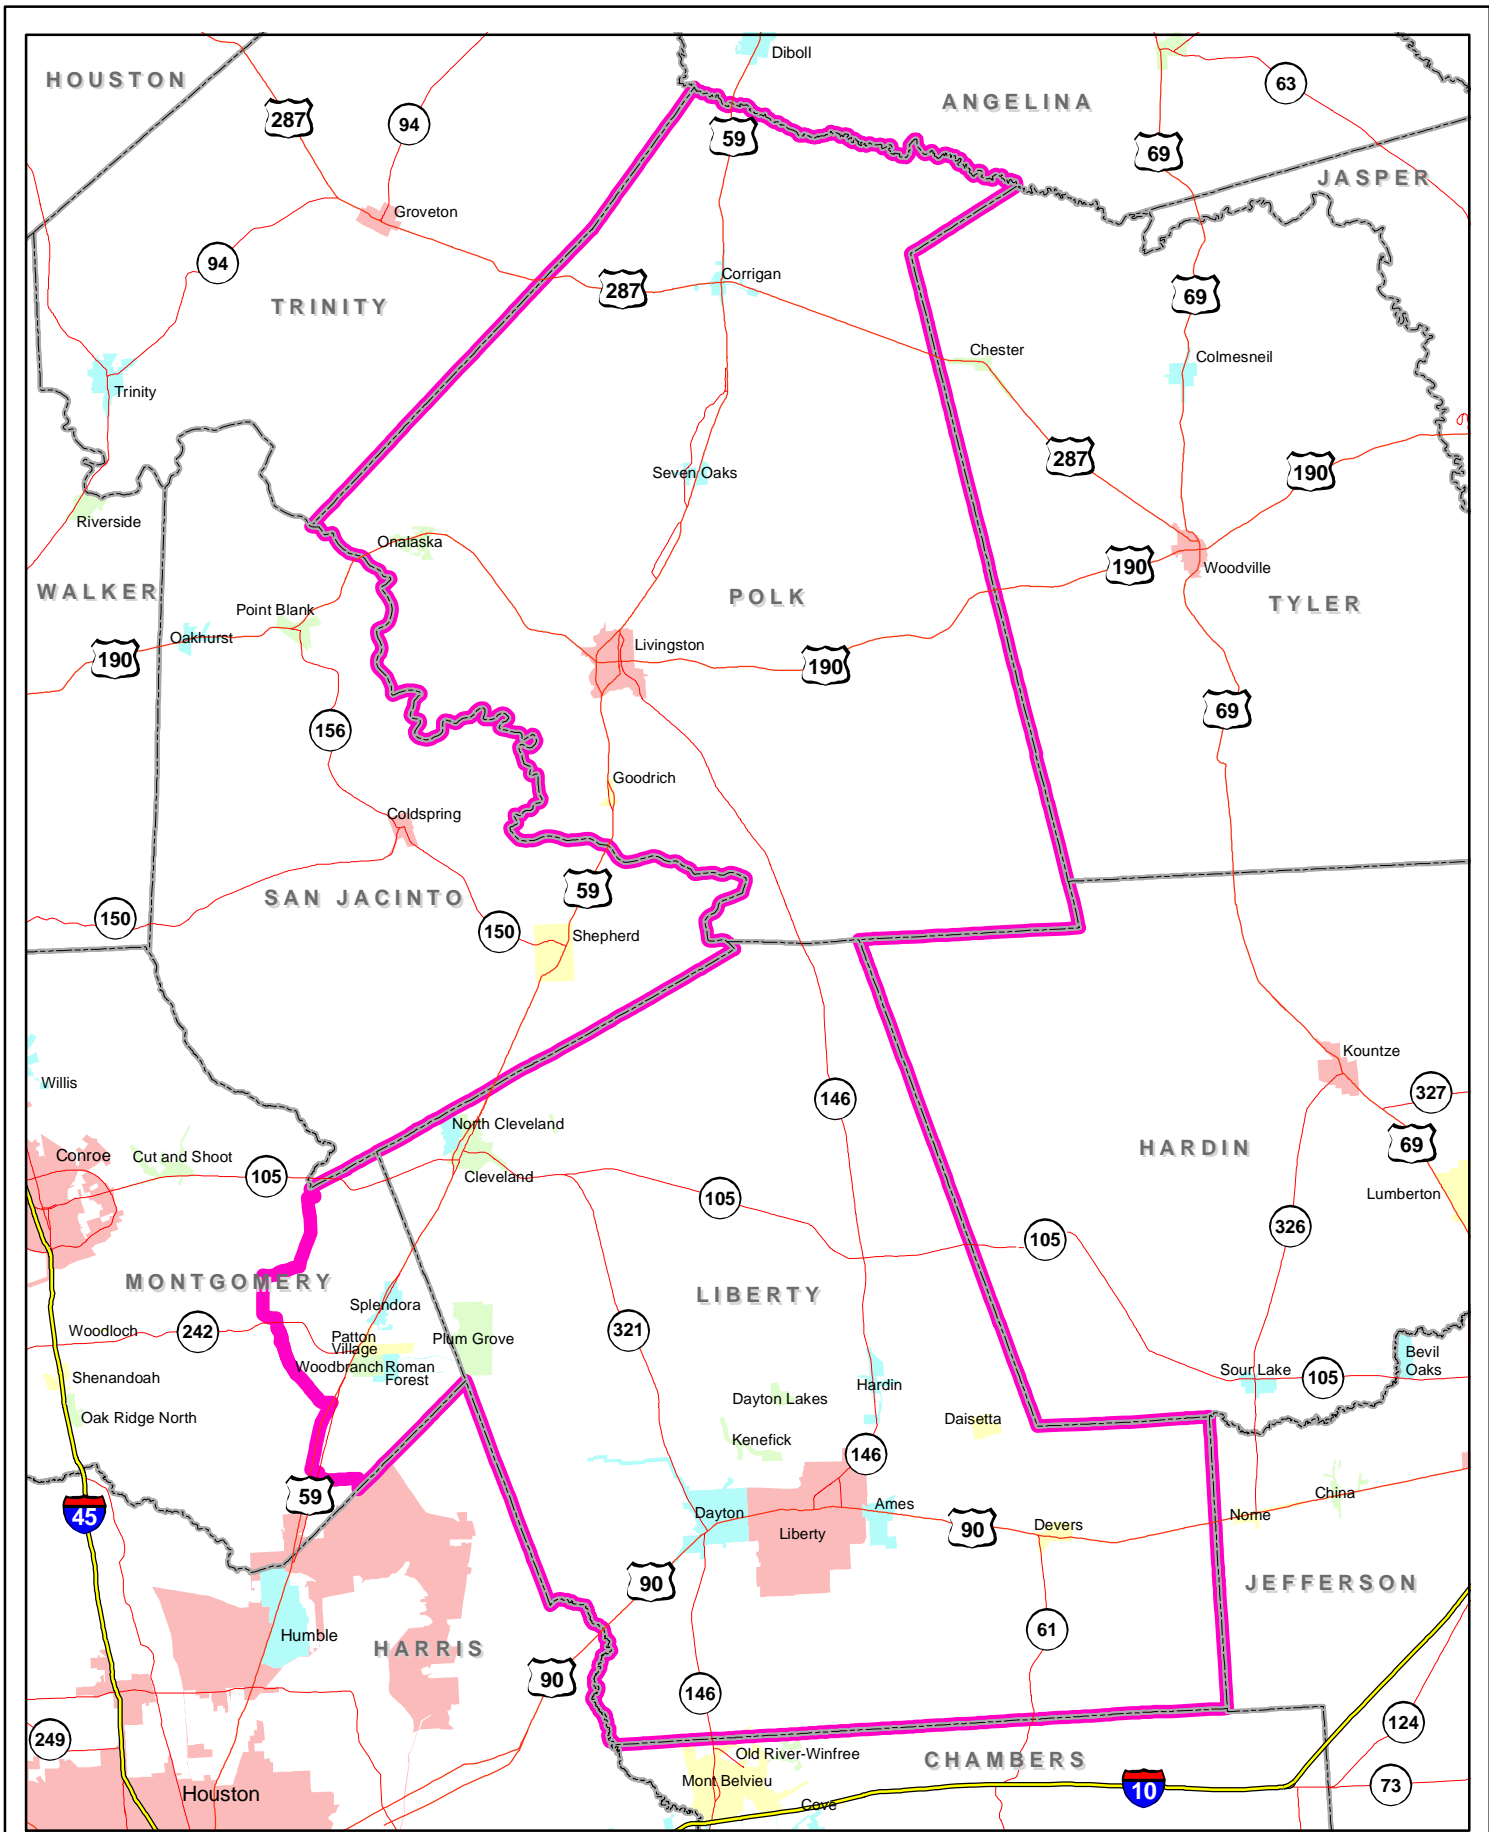 Diboll
HOUSTON
ANGELINA
63
287
94
59
69
JASPER
Groveton
94
Corrigan
287
69
TRINITY
Chester
Colmesneil
Trinity
287
190
Seven Oaks
Riverside
Onalaska
190
Woodville
WALKER
POLK
TYLER
Point Blank
Oakhurst
Livingston
190
190
69
156
Goodrich
Coldspring
SAN JACINTO
59
150
150
Shepherd
Kountze
Willis
146
327
North Cleveland
69
HARDIN
Conroe
Cut and Shoot
105
Cleveland
105
Lumberton
326
105
MONTGOMERY
LIBERTY
Splendora
Woodloch
242
Patton
Village
Plum Grove
321
Woodbranch
Roman
Forest
Bevil
Oaks
Sour Lake
105
Shenandoah
Hardin
Dayton Lakes
Oak Ridge North
Daisetta
Kenefick
146
59
China
45
Dayton
Ames
Nome
Liberty
90
Devers
90
JEFFERSON
Humble
61
HARRIS
90
146
249
124
Old River-Winfree
CHAMBERS
Mont Belvieu
10
73
Houston
Cove